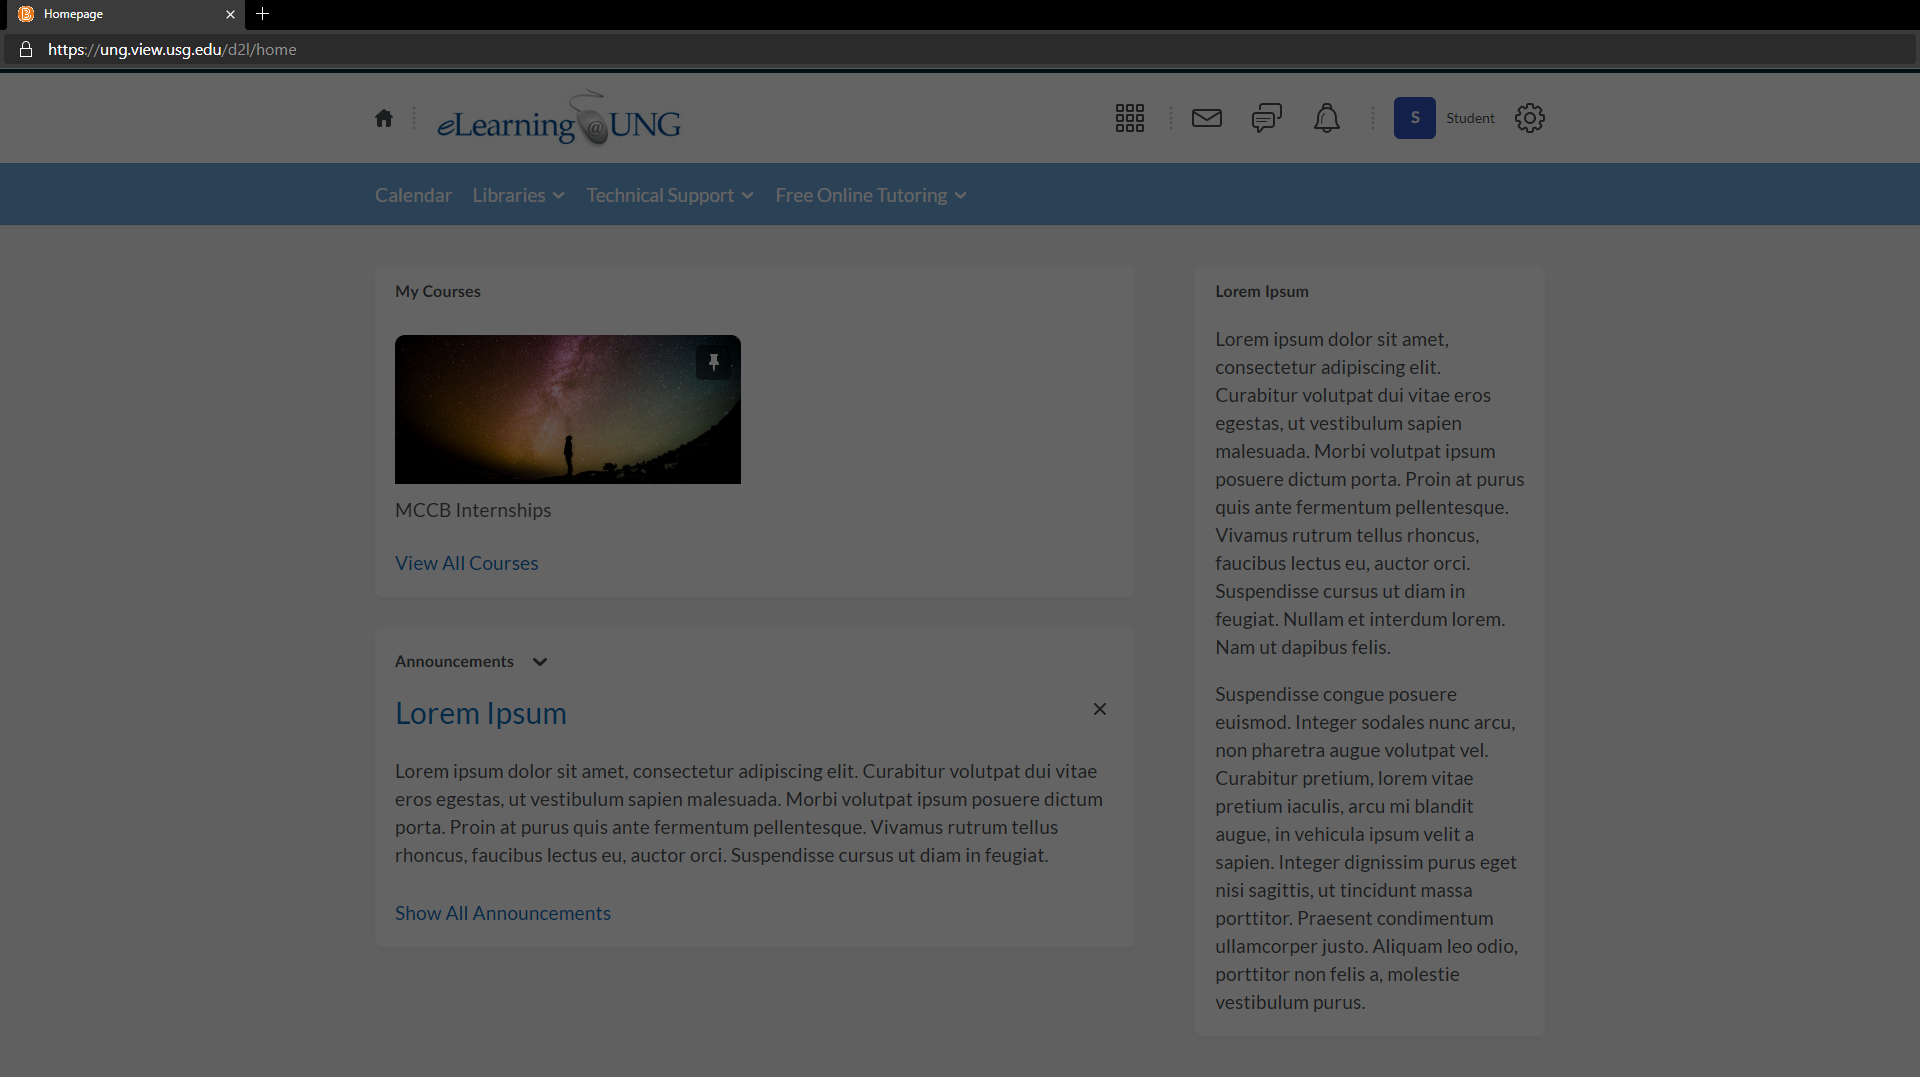 Homepage
https://ung.view.usg.edu/d2l/home
eLearning@UNG
S
Student
Calendar
Libraries
Technical Support
Free Online Tutoring
My Courses
MCCB Internships
View All Courses
Announcements
Lorem Ipsum
Lorem ipsum dolor sit amet, consectetur adipiscing elit. Curabitur volutpat dui vitae
eros egestas, ut vestibulum sapien malesuada. Morbi volutpat ipsum posuere dictum
porta. Proin at purus quis ante fermentum pellentesque. Vivamus rutrum tellus
rhoncus, faucibus lectus eu, auctor orci. Suspendisse cursus ut diam in feugiat.
Show All Announcements
Lorem Ipsum
Lorem ipsum dolor sit amet,
consectetur adipiscing elit.
Curabitur volutpat dui vitae eros
egestas, ut vestibulum sapien
malesuada. Morbi volutpat ipsum
posuere dictum porta. Proin at purus
quis ante fermentum pellentesque.
Vivamus rutrum tellus rhoncus,
faucibus lectus eu, auctor orci.
Suspendisse cursus ut diam in
feugiat. Nullam et interdum lorem.
Nam ut dapibus felis.
Suspendisse congue posuere
euismod. Integer sodales nunc arcu,
non pharetra augue volutpat vel.
Curabitur pretium, lorem vitae
pretium iaculis, arcu mi blandit
augue, in vehicula ipsum velit a
sapien. Integer dignissim purus eget
nisi sagittis, ut tincidunt massa
porttitor. Praesent condimentum
ullamcorper justo. Aliquam leo odio,
porttitor non felis a, molestie
vestibulum purus.